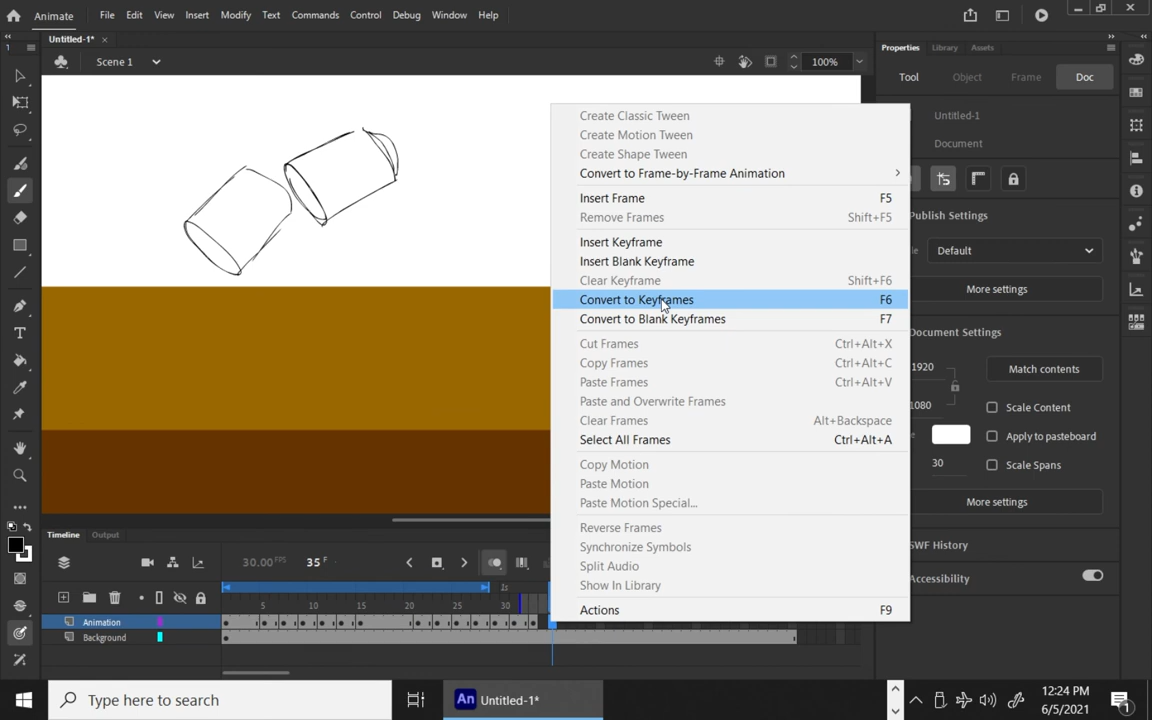 Animate File Edit View Insert Modify Text Commands Control Debug Window Help
Untitled-1* ×
1
Scene 1
100%
Properties Library Assets
Tool Object Frame Doc
Untitled-1
Document
Publish Settings
Default
More settings
Document Settings
1920
Match contents
1080
Scale Content
Apply to pasteboard
30
Scale Spans
More settings
SWF History
Accessibility
Create Classic Tween
Create Motion Tween
Create Shape Tween
Convert to Frame-by-Frame Animation
Insert Frame F5
Remove Frames Shift+F5
Insert Keyframe
Insert Blank Keyframe
Clear Keyframe Shift+F6
Convert to Keyframes F6
Convert to Blank Keyframes F7
Cut Frames Ctrl+Alt+X
Copy Frames Ctrl+Alt+C
Paste Frames Ctrl+Alt+V
Paste and Overwrite Frames
Clear Frames Alt+Backspace
Select All Frames Ctrl+Alt+A
Copy Motion
Paste Motion
Paste Motion Special...
Reverse Frames
Synchronize Symbols
Split Audio
Show In Library
Actions F9
Timeline Output
30.00 FPS 35 F
1s
5 10 15 20 25 30
Animation
Background
Type here to search
An Untitled-1*
12:24 PM
6/5/2021
1